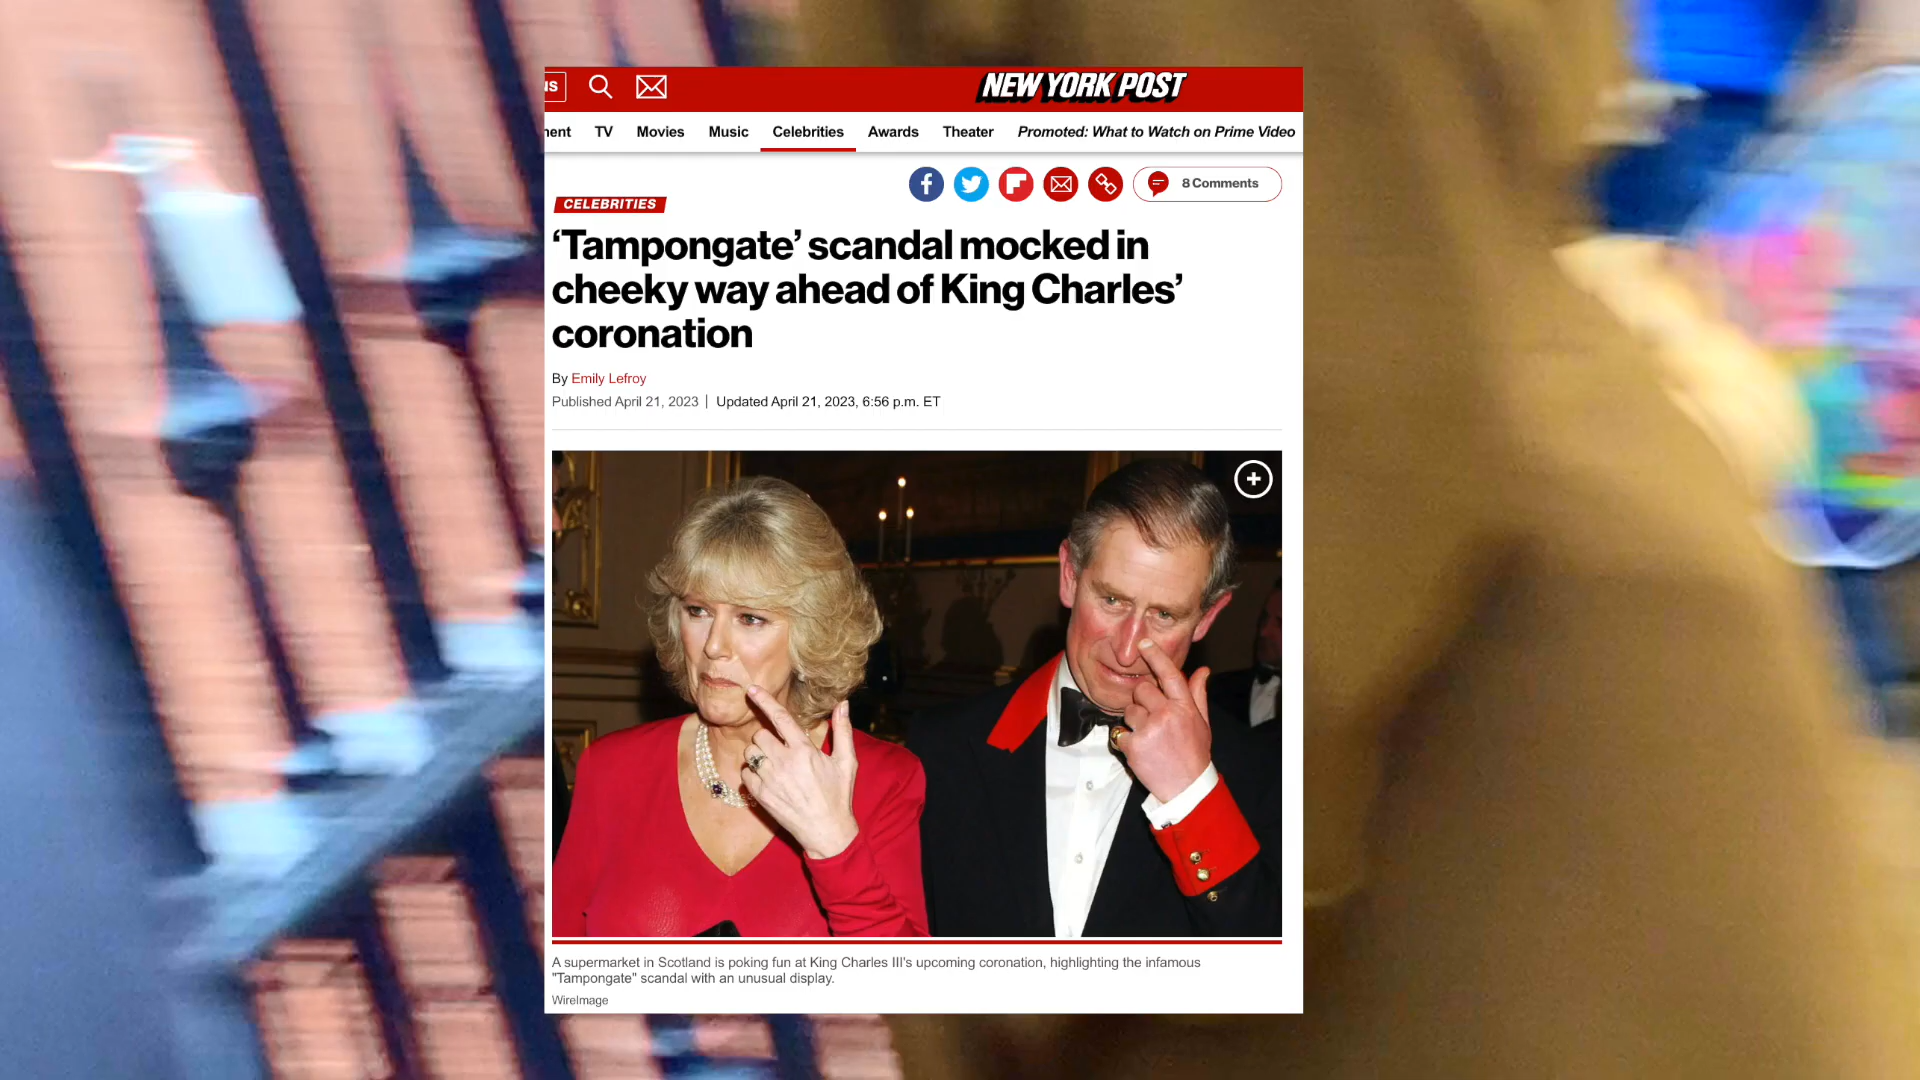 NS
NEW YORK POST
ent TV Movies Music Celebrities Awards Theater Promoted: What to Watch on Prime Video
8 Comments
CELEBRITIES
‘Tampongate’ scandal mocked in
cheeky way ahead of King Charles’
coronation
By Emily Lefroy
Published April 21, 2023 | Updated April 21, 2023, 6:56 p.m. ET
A supermarket in Scotland is poking fun at King Charles III's upcoming coronation, highlighting the infamous
"Tampongate" scandal with an unusual display.
WireImage